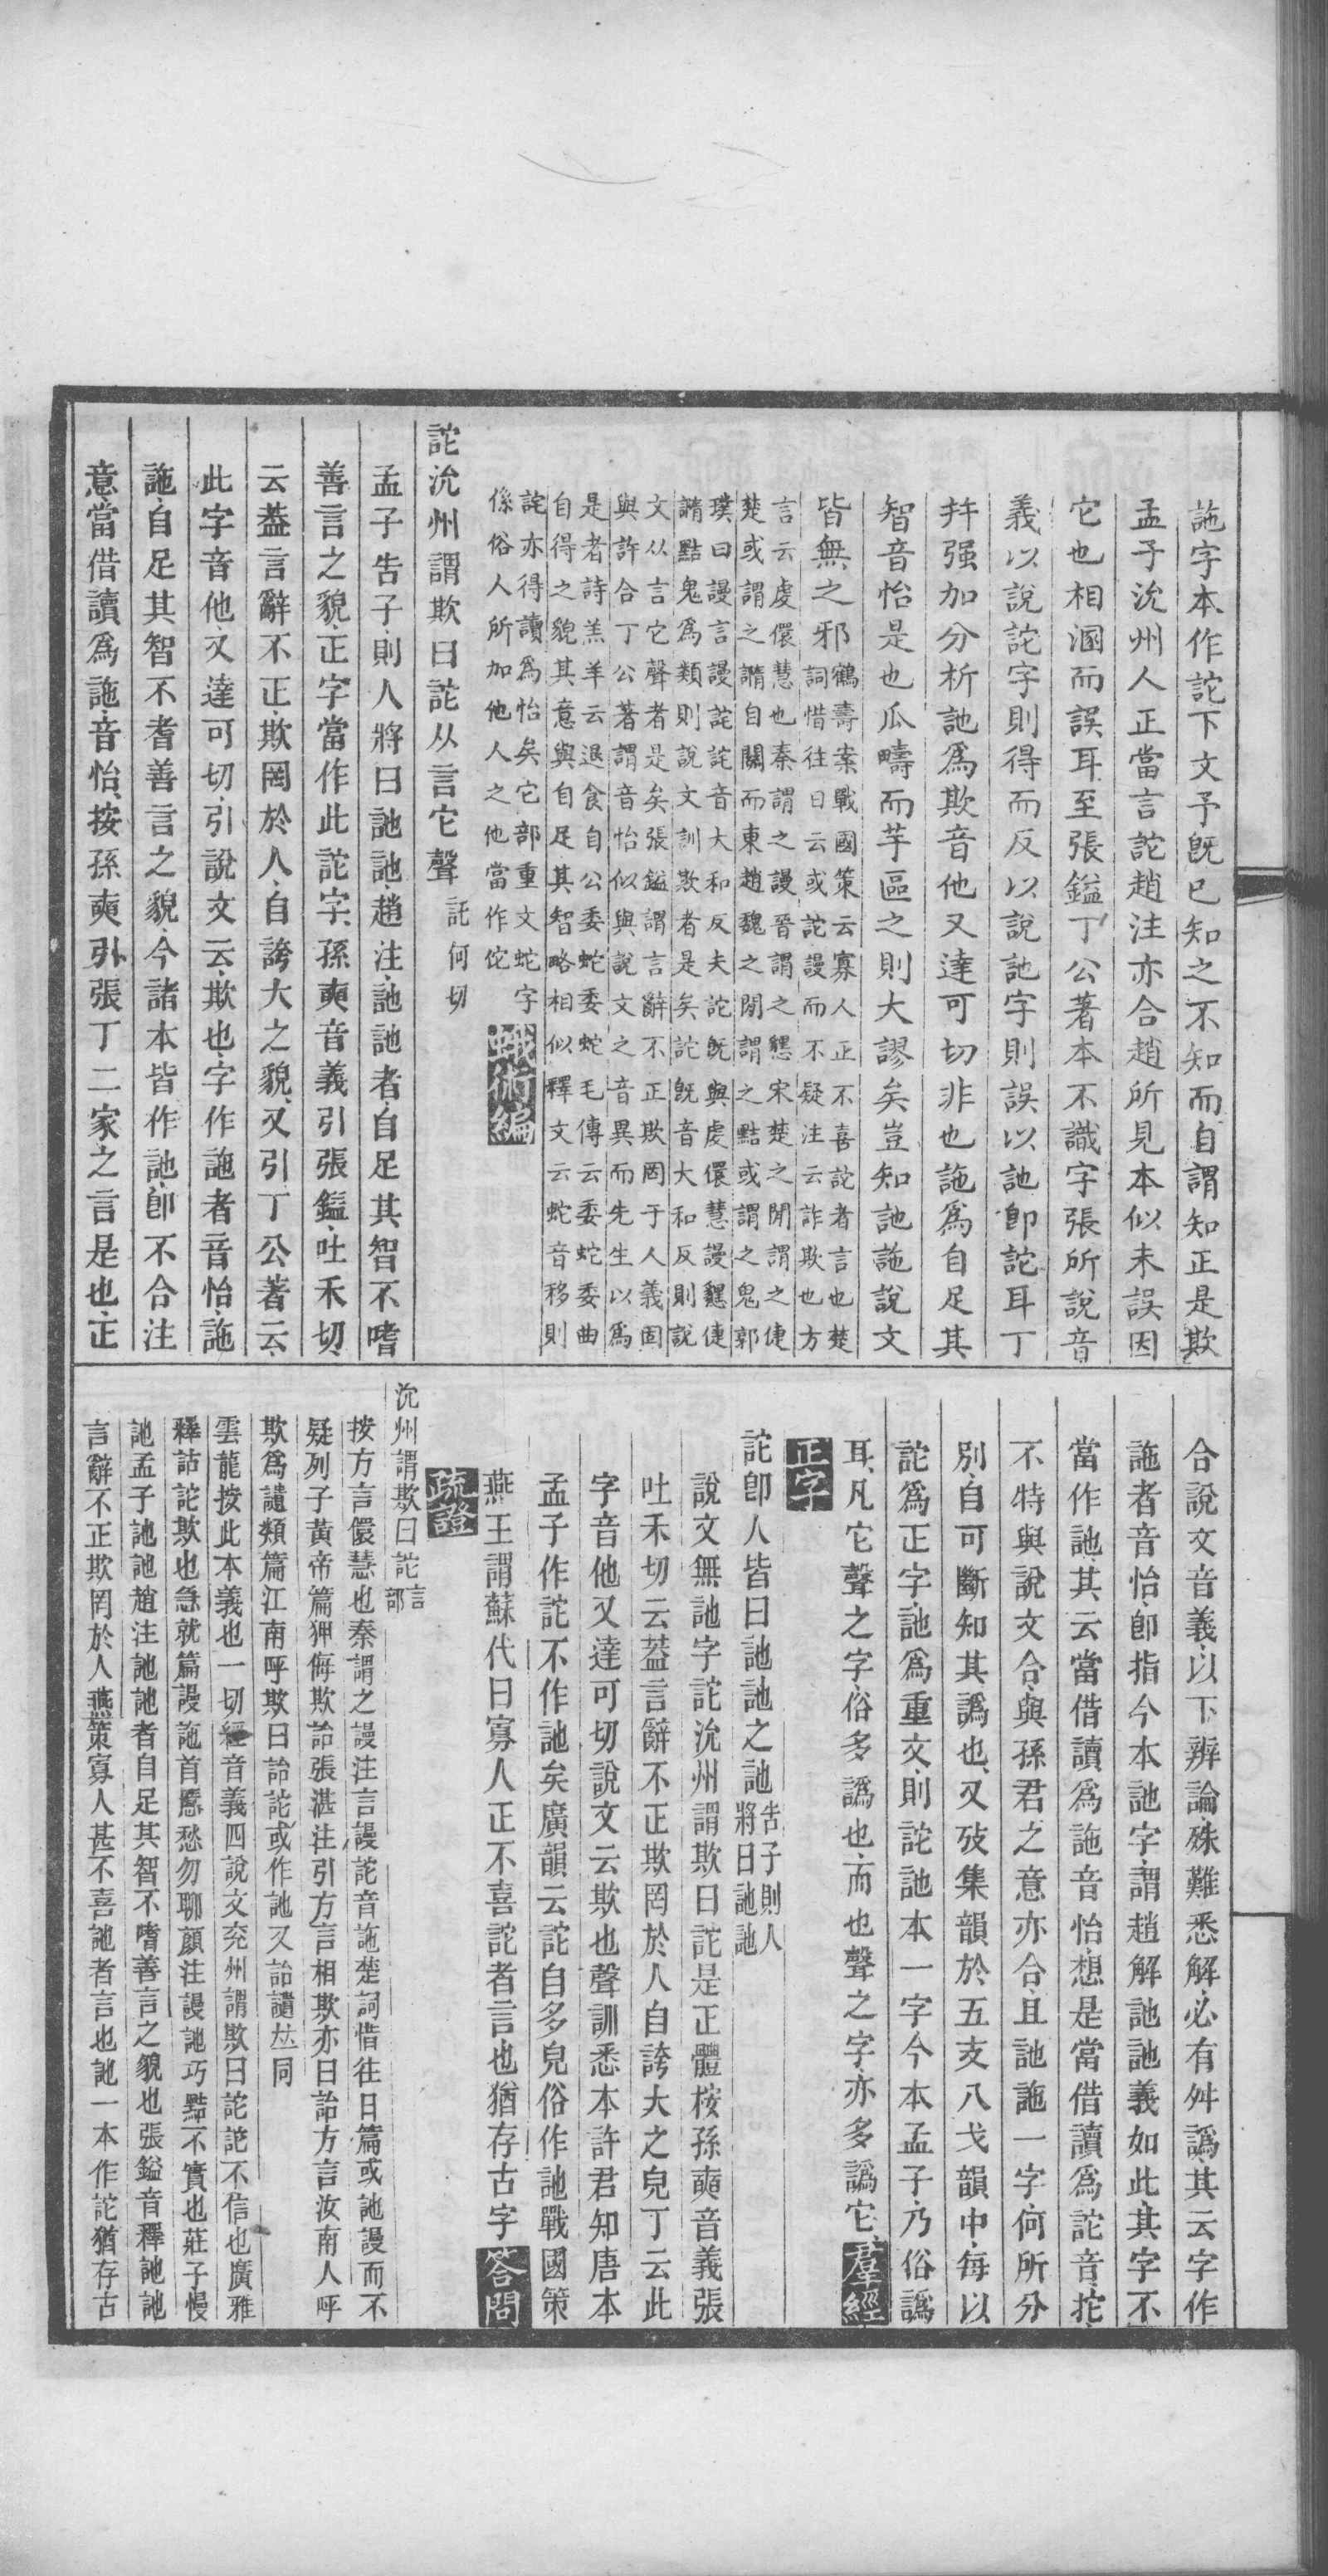 詑字本作詑下文予旣已知之不知而自謂知正是欺
孟子沇州人正當言詑趙注亦合趙所見本似未誤因
它也相溷而誤耳至張鎰丁公著本不識字張所說音
義以說詑字則得而反以說訑字則誤以訑卽詑耳丁
幷强加分析訑爲欺音他又達可切非也訑爲自足其
智音怡是也瓜疇而芋區之則大謬矣豈知訑訑說文
皆無之邪
鶴壽案戰國策云寡人正不喜詑者言也楚
詞惜往日云或詑謾而不疑注云詐欺也方
言云虔儇慧也秦謂之謾晉謂之𢤲宋楚之閒謂之倢
楚或謂之䜏自關而東趙魏之閒謂之黠或謂之鬼郭
璞曰謾言謾詑詑音大和反夫詑旣與虔儇慧謾𢤲倢
䜏黠鬼爲類則說文訓欺者是矣詑旣音大和反則說
文从言它聲者是矣張鎰謂言辭不正欺罔于人義固
與許合丁公著謂音怡似與說文之音異而先生以爲
是者詩羔羊云退食自公委蛇委蛇毛傳云委蛇委曲
自得之貌其意與自足其智略相似釋文云蛇音移則
詫亦得讀爲怡矣它部重文蛇字
係俗人所加他人之他當作佗
蛾術編
詑沇州謂欺曰詑从言它聲託何切
孟子告子則人將曰訑訑趙注訑訑者自足其智不嗜
善言之貌正字當作此詑字孫奭音義引張鎰吐禾切
云葢言辭不正欺罔於人自誇大之貌又引丁公著云
此字音他又達可切引說文云欺也字作訑者音怡訑
訑自足其智不耆善言之貌今諸本皆作訑卽不合注
意當借讀爲訑音怡按孫奭引張丁二家之言是也正
合說文音義以下辨論殊難悉解必有舛譌其云字作
訑者音怡卽指今本訑字謂趙解訑訑義如此其字不
當作訑其云當借讀爲訑音怡想是當借讀爲詑音拕
不特與說文合與孫君之意亦合且訑訑一字何所分
別自可斷知其譌也又攷集韻於五支八戈韻中每以
詑爲正字訑爲重文則詑訑本一字今本孟子乃俗譌
耳凡它聲之字俗多譌也而也聲之字亦多譌它羣經
正字
詑卽人皆曰訑訑之訑告子則人將曰訑訑
說文無訑字詑沇州謂欺曰詑是正體桉孫奭音義張
吐禾切云葢言辭不正欺罔於人自誇大之皃丁云此
字音他又達可切說文云欺也聲訓悉本許君知唐本
孟子作詑不作訑矣廣韻云詑自多皃俗作訑戰國策
燕王謂蘇代曰寡人正不喜詑者言也猶存古字答問
疏證
沇州謂欺曰詑言部
按方言儇慧也秦謂之謾注言謾詑音訑楚詞惜往日篇或訑謾而不
疑列子黃帝篇狎侮欺詒張湛注引方言相欺亦曰詒方言汝南人呼
欺爲譴類篇江南呼欺曰詒詑或作訑又詒譴竝同
雲龍按此本義也一切經音義四說文兖州謂欺曰詑詑不信也廣雅
釋詁詑欺也急就篇謾訑首匿愁勿聊顏注謾訑巧黠不實也莊子慢
訑孟子訑訑趙注訑訑者自足其智不嗜善言之貌也張鎰音釋訑訑
言辭不正欺罔於人燕策寡人甚不喜訑者言也訑一本作詑猶存古